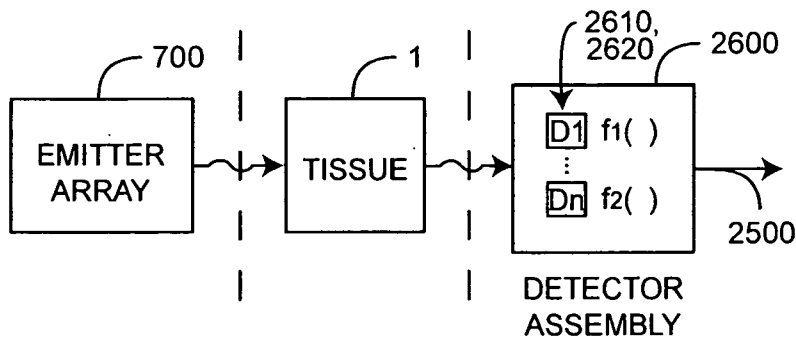 2610,
2620
2600
700
1
EMITTER
ARRAY
TISSUE
D1 f1( )
Dn f2( )
2500
DETECTOR
ASSEMBLY